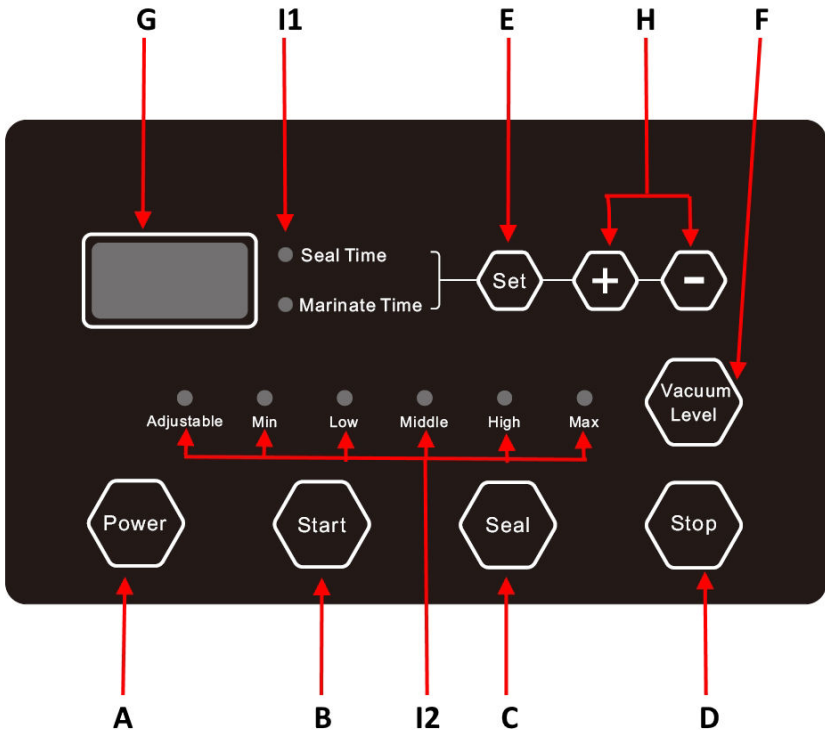 G I1 E H F
Seal Time
Marinate Time
Set + -
Vacuum
Level
Adjustable Min Low Middle High Max
Power Start Seal Stop
A B I2 C D